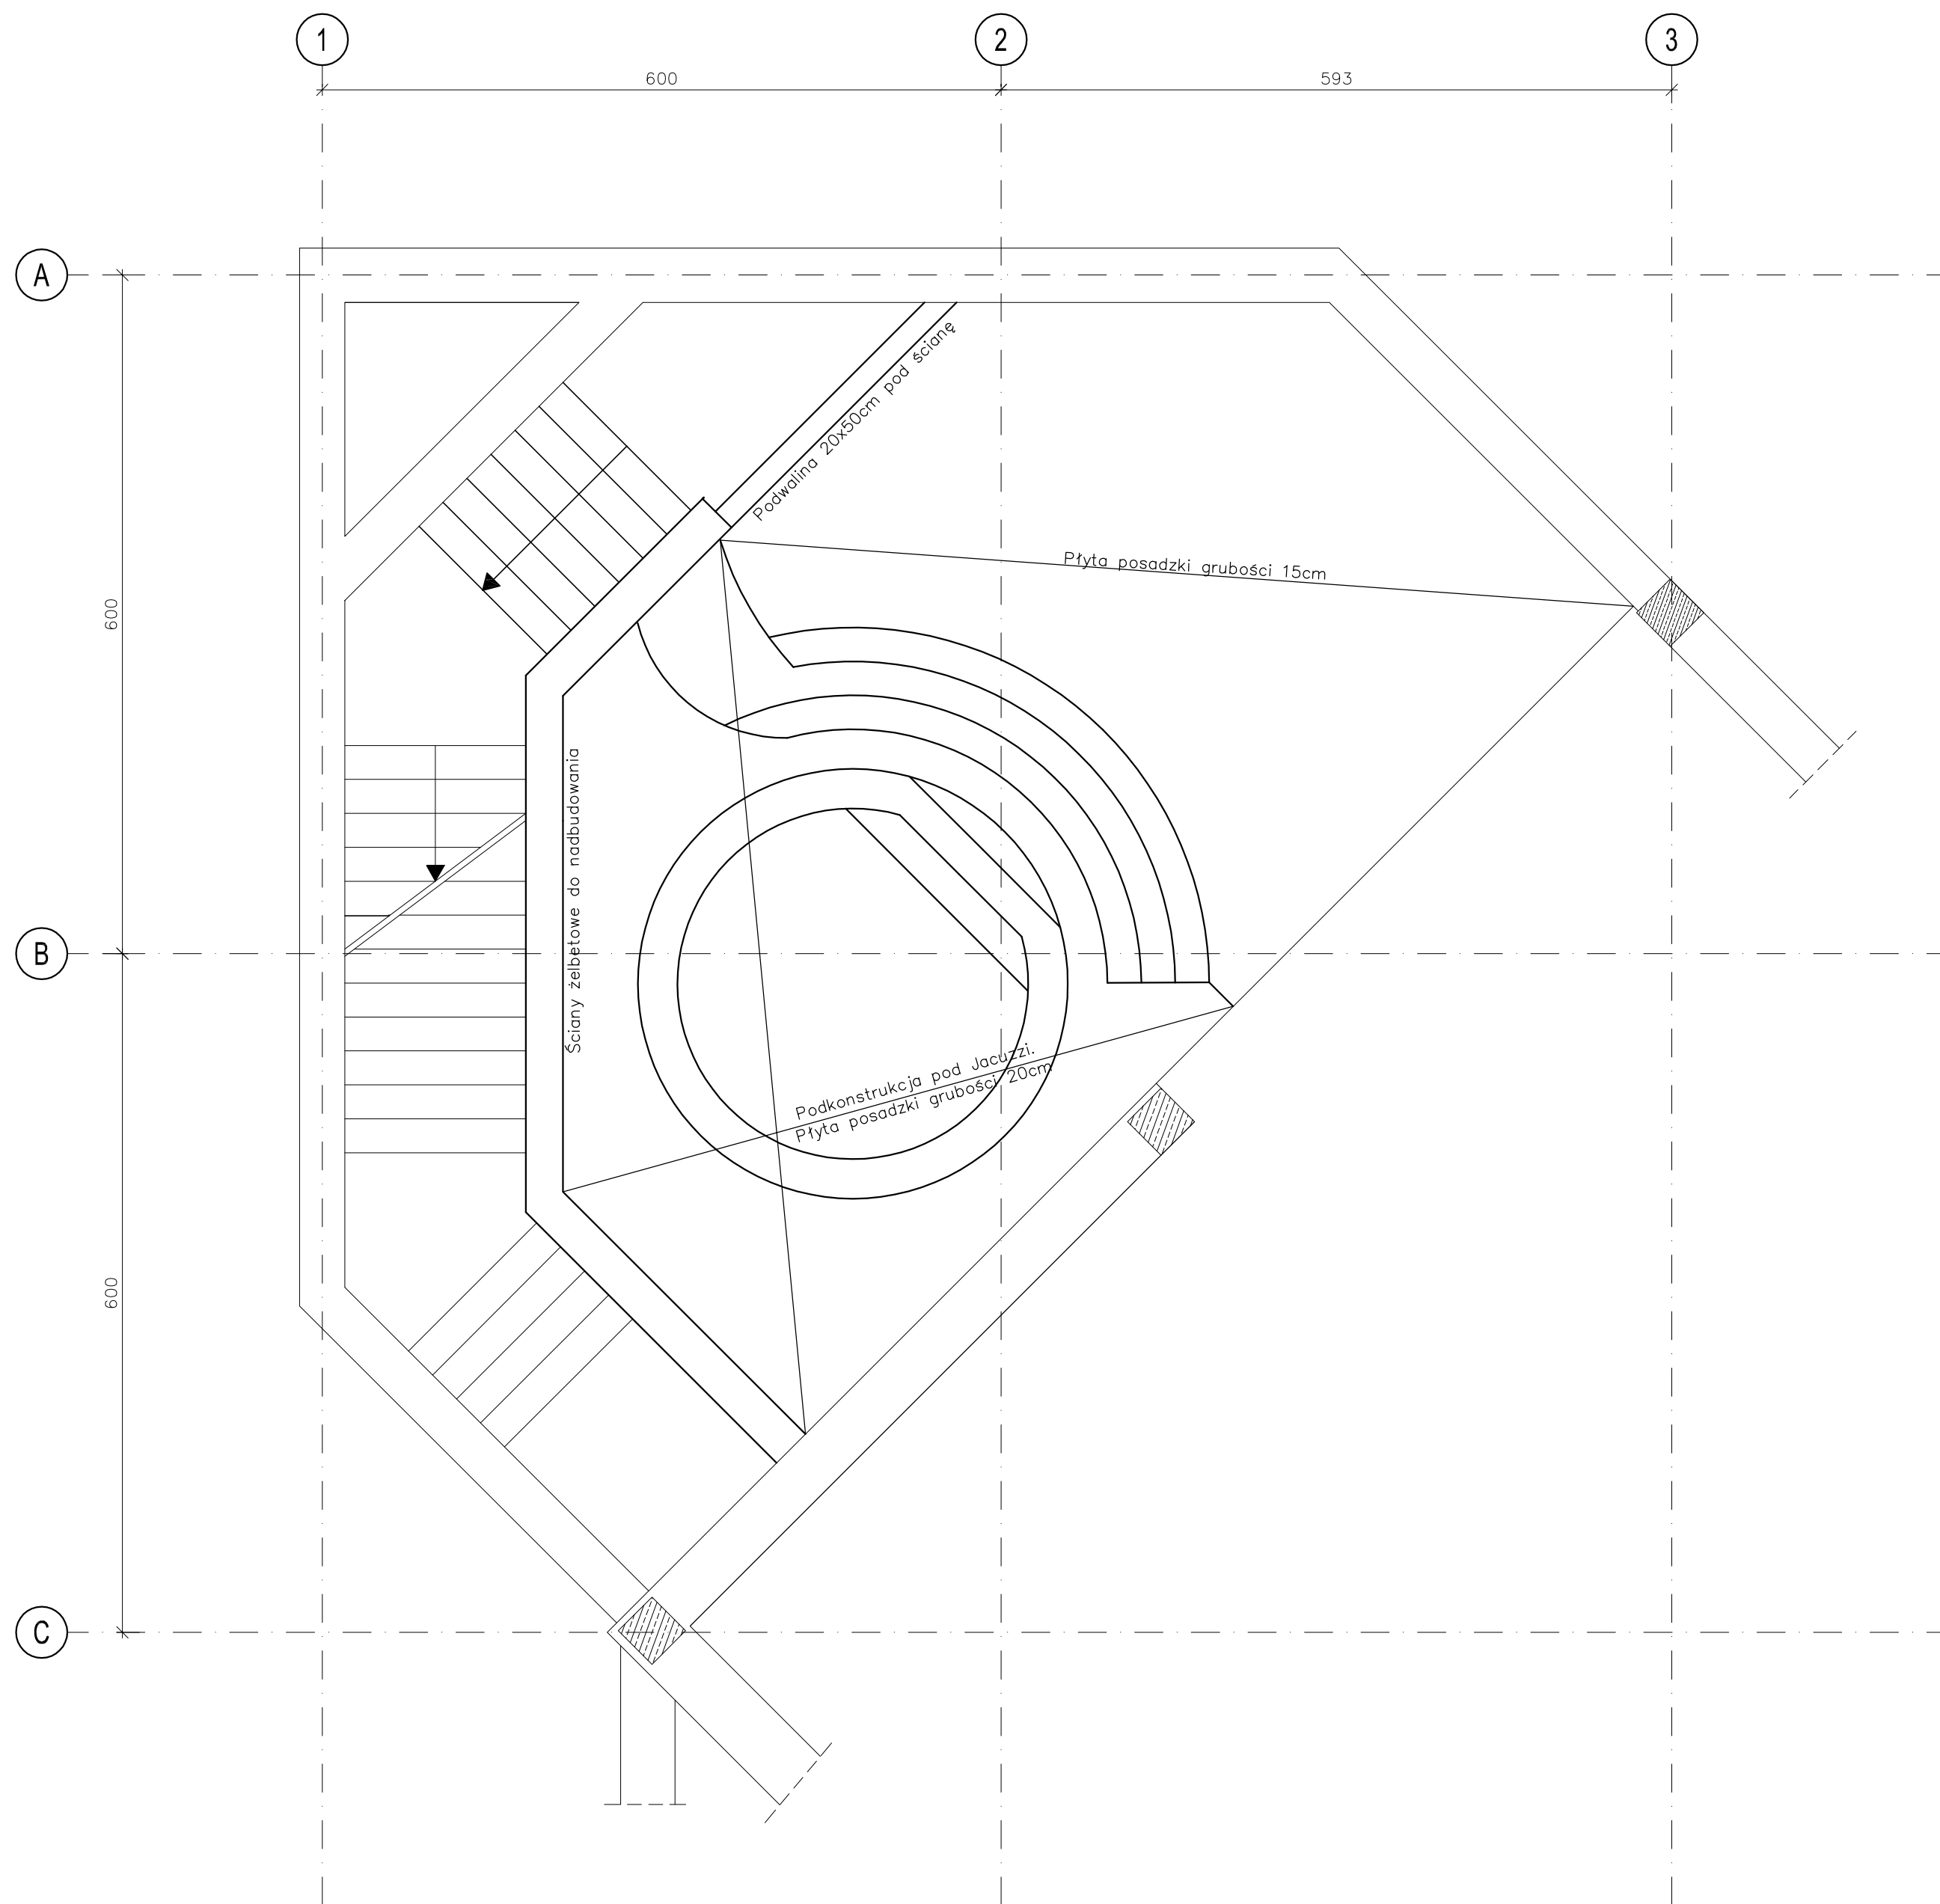 1
2
3
600
593
A
Podwalina 20x50cm pod ścianę
Płyta posadzki grubości 15cm
600
Ściany żelbetowe do nadbudowania
B
Podkonstrukcja pod Jacuzzi.
Płyta posadzki grubości 20cm
600
C